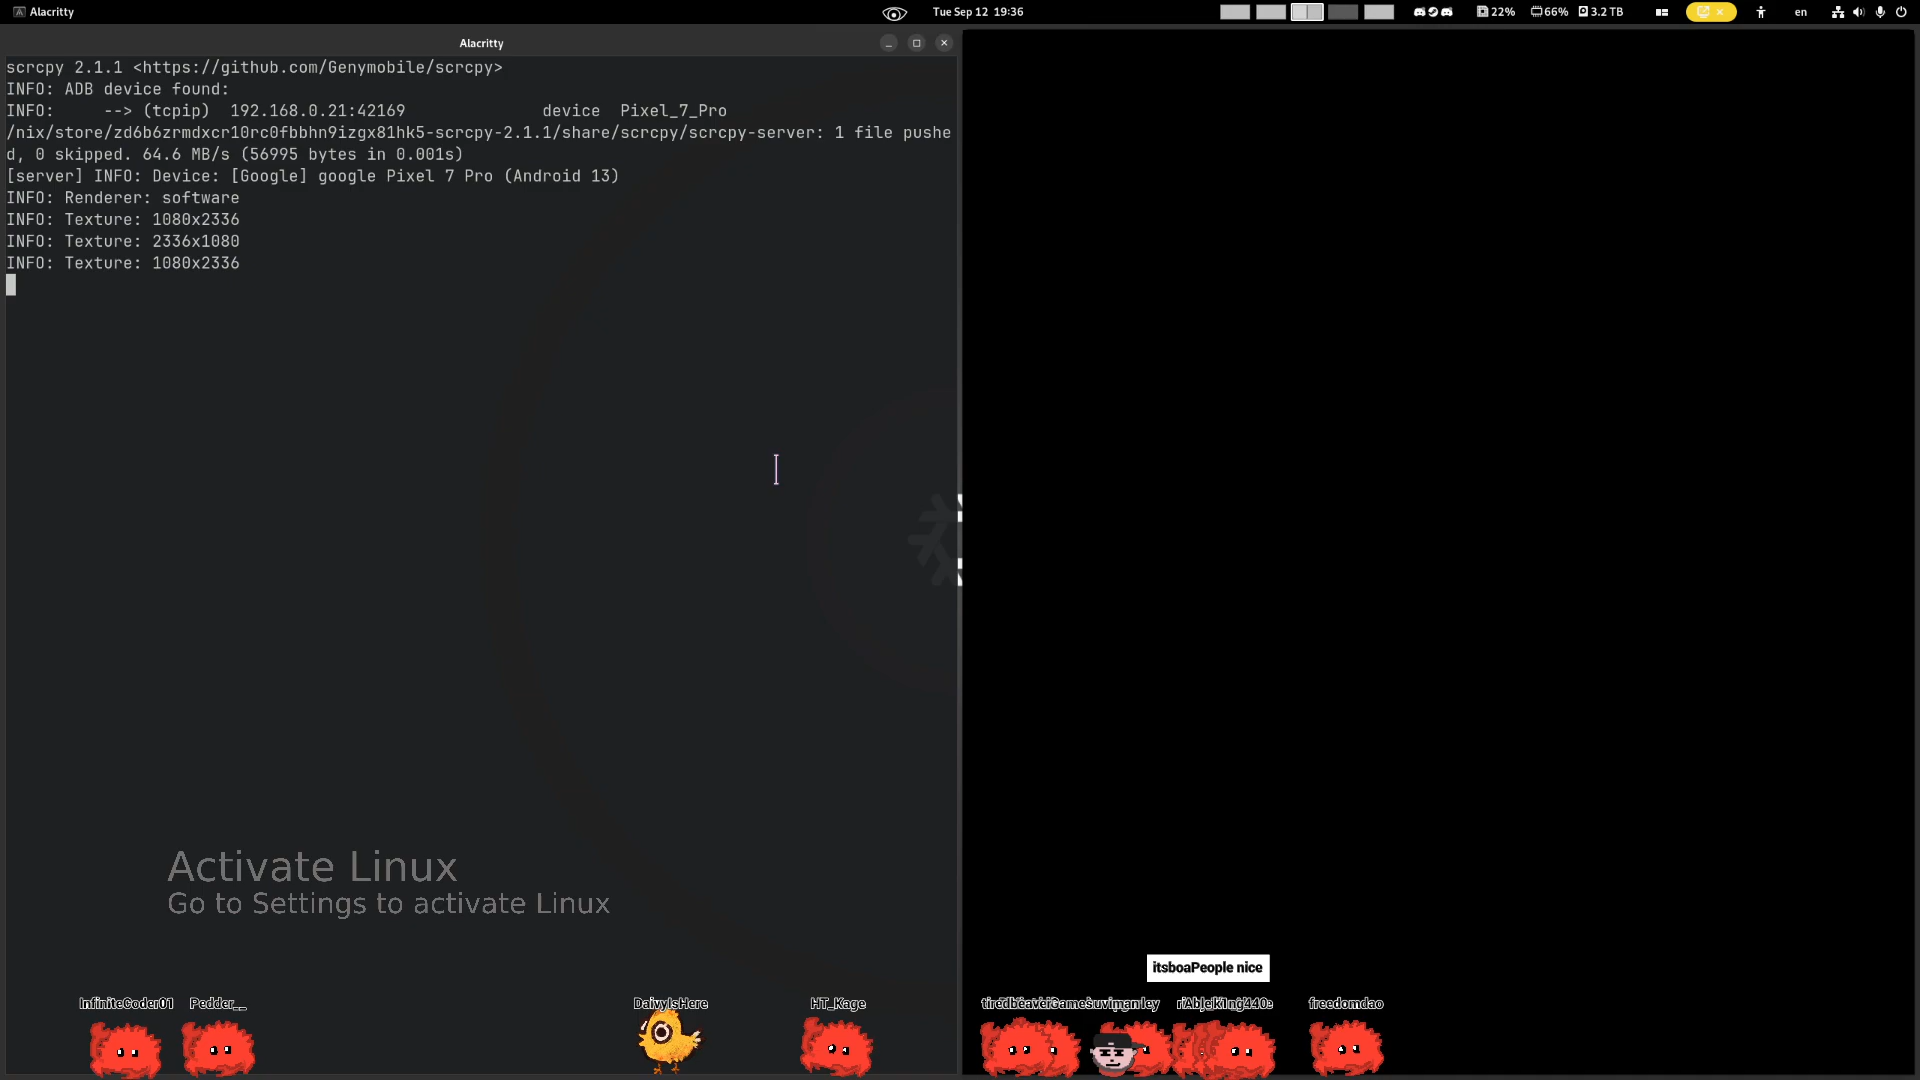 Alacritty
Tue Sep 12 19:36
22%
66%
3.2 TB
en
Alacritty
scrcpy 2.1.1 <https://github.com/Genymobile/scrcpy>
INFO: ADB device found:
INFO:     --> (tcpip)  192.168.0.21:42169              device  Pixel_7_Pro
/nix/store/zd6b6zrmdxcr10rc0fbbhn9izgx81hk5-scrcpy-2.1.1/share/scrcpy/scrcpy-server: 1 file pushe
d, 0 skipped. 64.6 MB/s (56995 bytes in 0.001s)
[server] INFO: Device: [Google] google Pixel 7 Pro (Android 13)
INFO: Renderer: software
INFO: Texture: 1080x2336
INFO: Texture: 2336x1080
INFO: Texture: 1080x2336
Activate Linux
Go to Settings to activate Linux
itsboaPeople nice
InfiniteCoder01
Pedder__
DaivyIsHere
HT_Kage
freedomdao